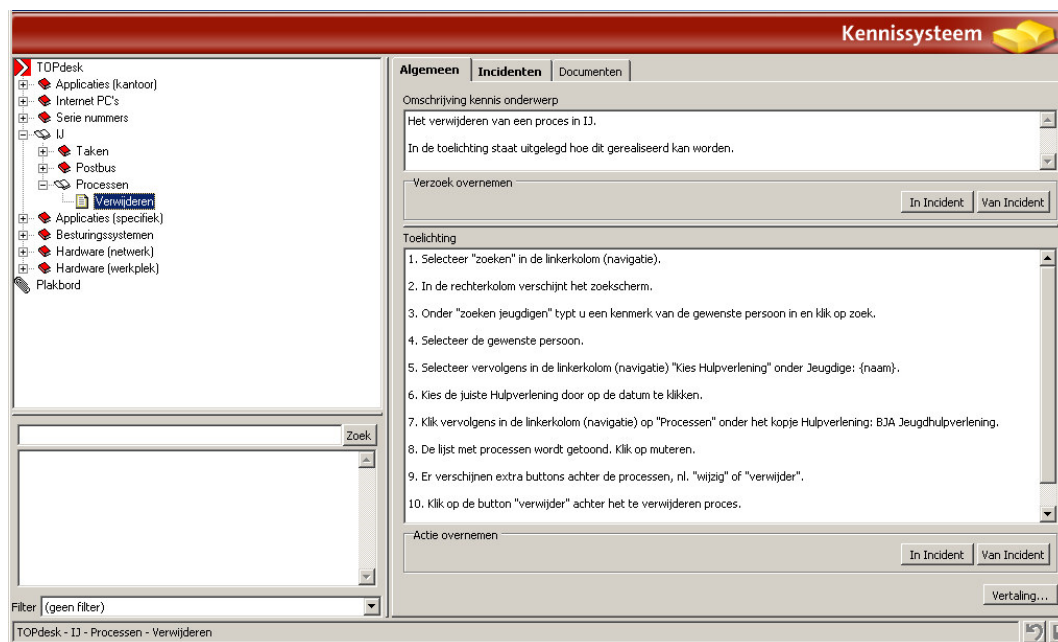 Kennissysteem
TOPdesk
Applicaties (kantoor)
Internet PC's
Serie nummers
IJ
Taken
Postbus
Processen
Verwijderen
Applicaties (specifiek)
Besturingssystemen
Hardware (netwerk)
Hardware (werkplek)
Plakbord
Zoek
Filter (geen filter)
Algemeen Incidenten Documenten
Omschrijving kennis onderwerp
Het verwijderen van een proces in IJ.
In de toelichting staat uitgelegd hoe dit gerealiseerd kan worden.
Verzoek overnemen
In Incident Van Incident
Toelichting
1. Selecteer "zoeken" in de linkerkolom (navigatie).
2. In de rechterkolom verschijnt het zoekscherm.
3. Onder "zoeken jeugdigen" typt u een kenmerk van de gewenste persoon in en klik op zoek.
4. Selecteer de gewenste persoon.
5. Selecteer vervolgens in de linkerkolom (navigatie) "Kies Hulpverlening" onder Jeugdige: {naam}.
6. Kies de juiste Hulpverlening door op de datum te klikken.
7. Klik vervolgens in de linkerkolom (navigatie) op "Processen" onder het kopje Hulpverlening: BJA Jeugdhulpverlening.
8. De lijst met processen wordt getoond. Klik op muteren.
9. Er verschijnen extra buttons achter de processen, nl. "wijzig" of "verwijder".
10. Klik op de button "verwijder" achter het te verwijderen proces.
Actie overnemen
In Incident Van Incident
Vertaling...
TOPdesk - IJ - Processen - Verwijderen